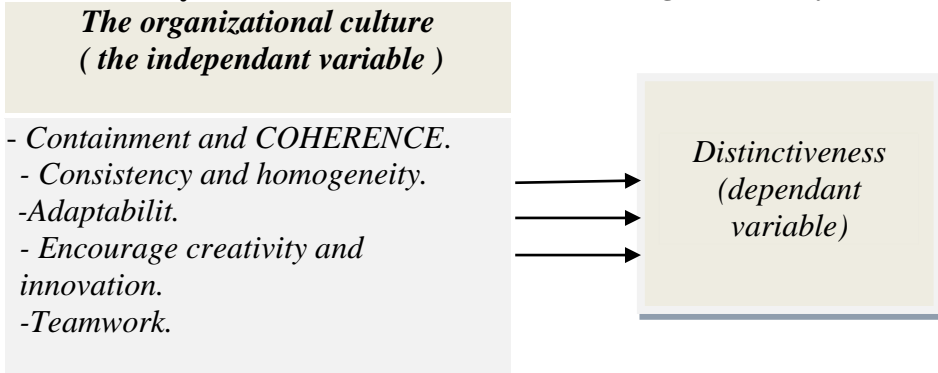 The organizational culture
( the independant variable )
- Containment and COHERENCE.
- Consistency and homogeneity.
-Adaptabilit.
- Encourage creativity and
innovation.
-Teamwork.
Distinctiveness
(dependant
variable)